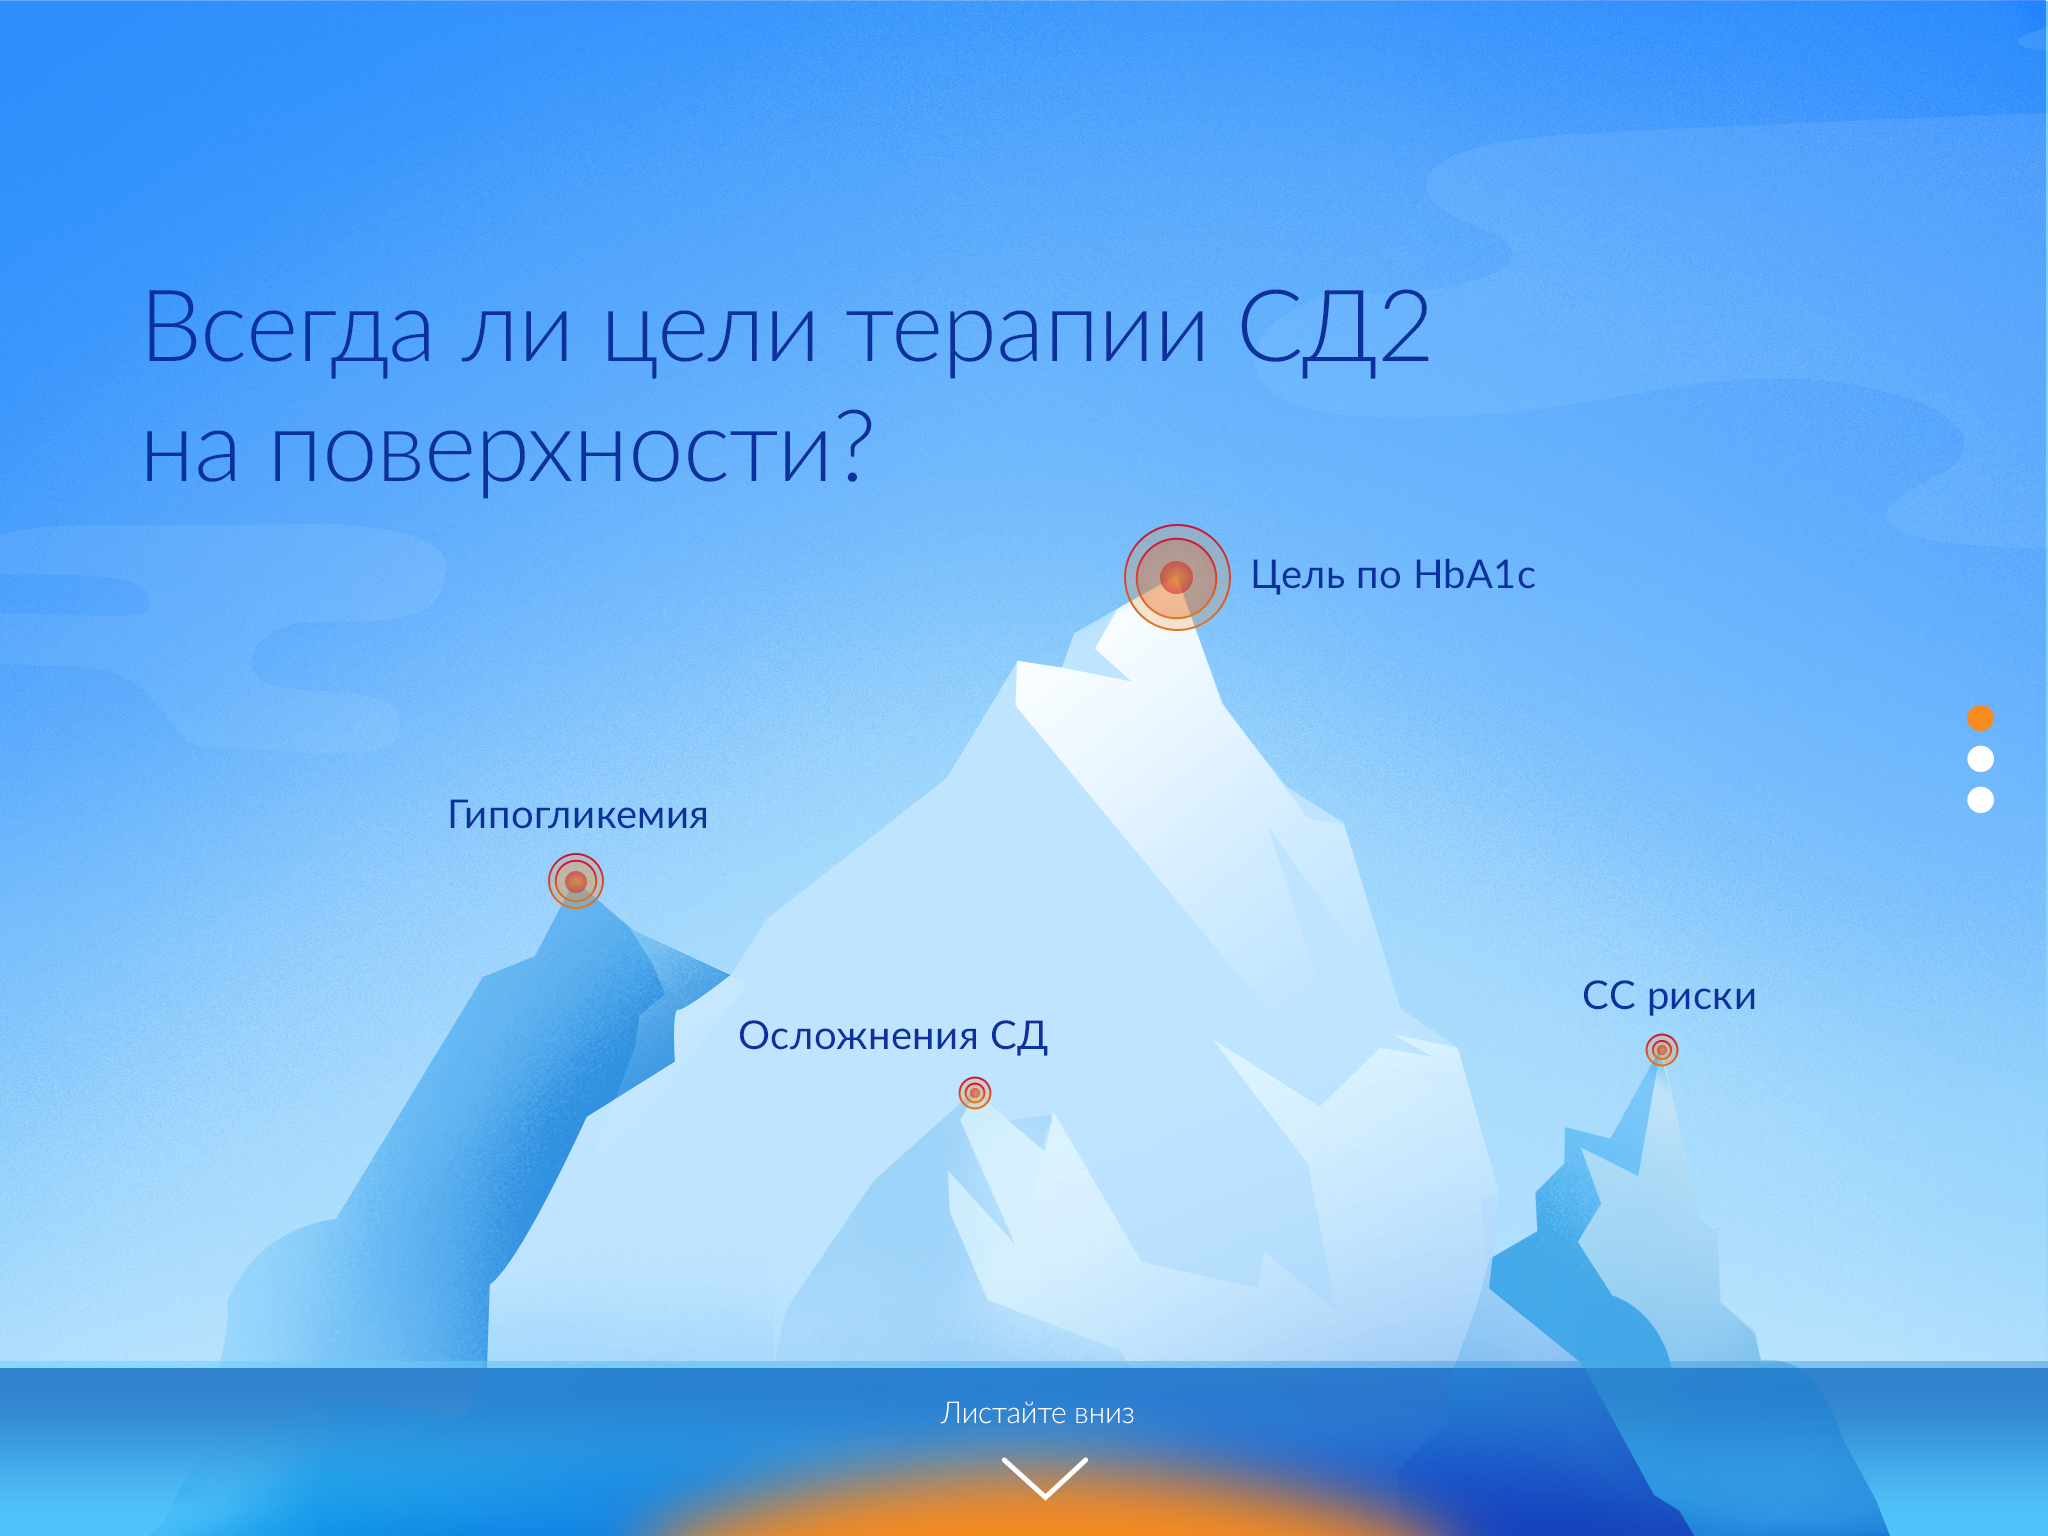 Всегда ли цели терапии СД2
на поверхности?
Цель по HbA1c
Гипогликемия
СС риски
Осложнения СД
Листайте вниз